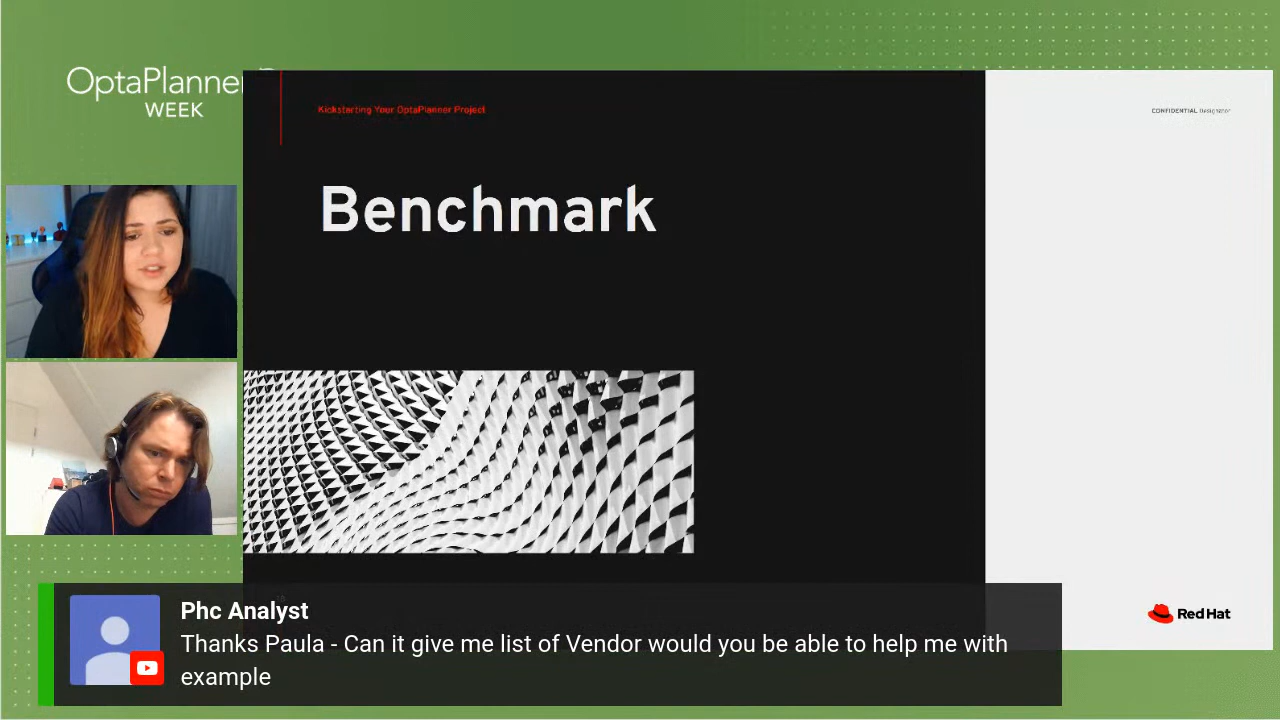 OptaPlanner
WEEK
Kickstarting Your OptaPlanner Project
CONFIDENTIAL Designator
Benchmark
Red Hat
Phc Analyst
Thanks Paula - Can it give me list of Vendor would you be able to help me with
example